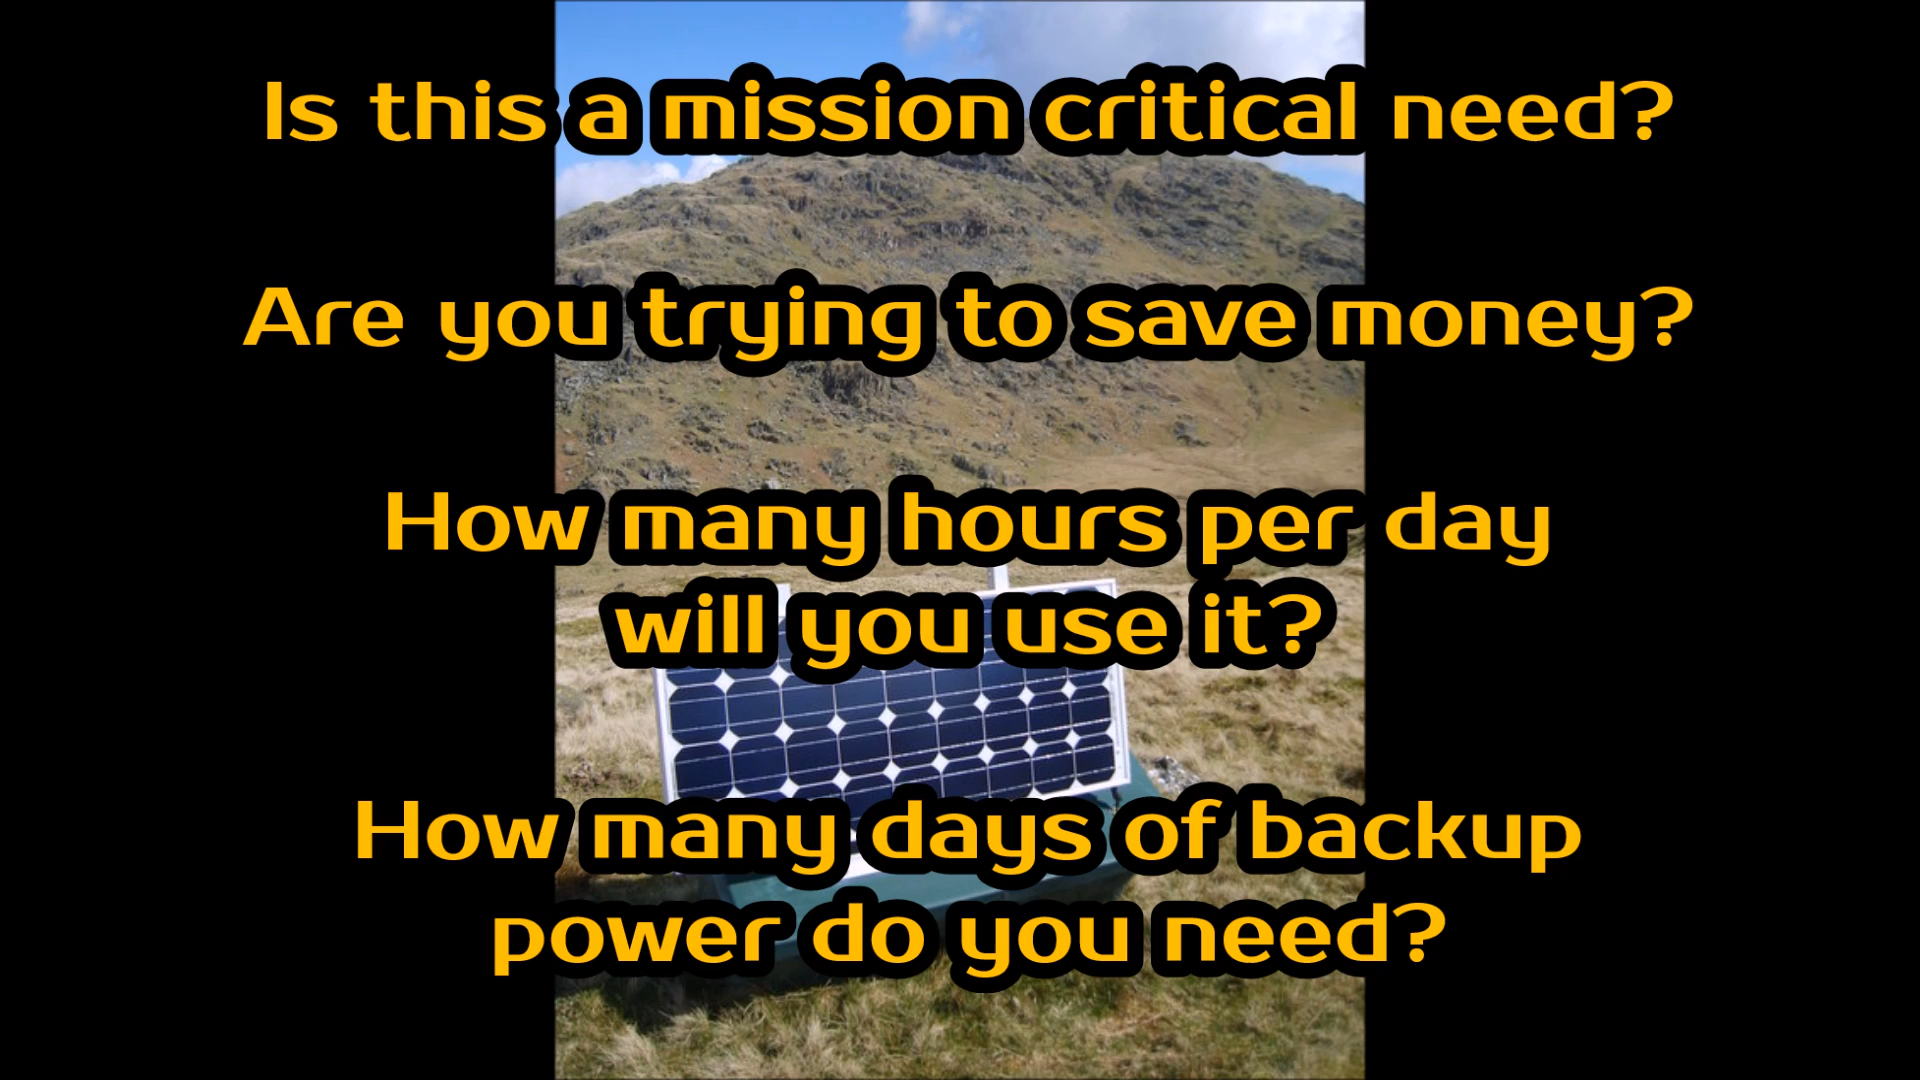 Is this a mission critical need?
Are you trying to save money?
How many hours per day
will you use it?
How many days of backup
power do you need?